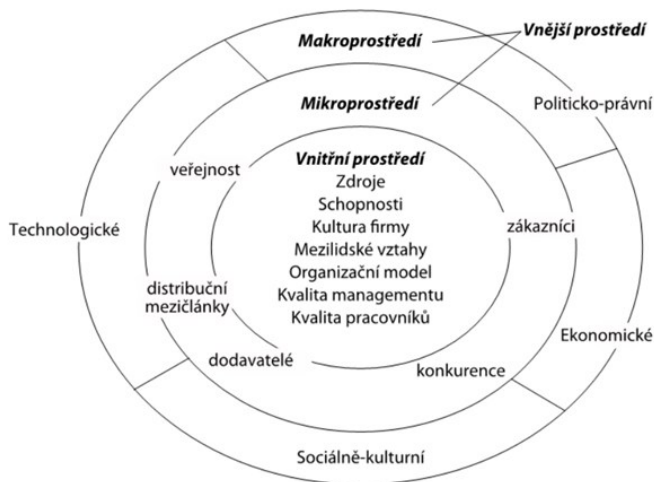 Makroprostředí
Vnější prostředí
Mikroprostředí
Politicko-právní
Vnitřní prostředí
veřejnost
Zdroje
Schopnosti
Technologické
Kultura firmy
zákazníci
Mezilidské vztahy
Organizační model
distribuční
mezičlánky
Kvalita managementu
Kvalita pracovníků
Ekonomické
dodavatelé
konkurence
Sociálně-kulturní